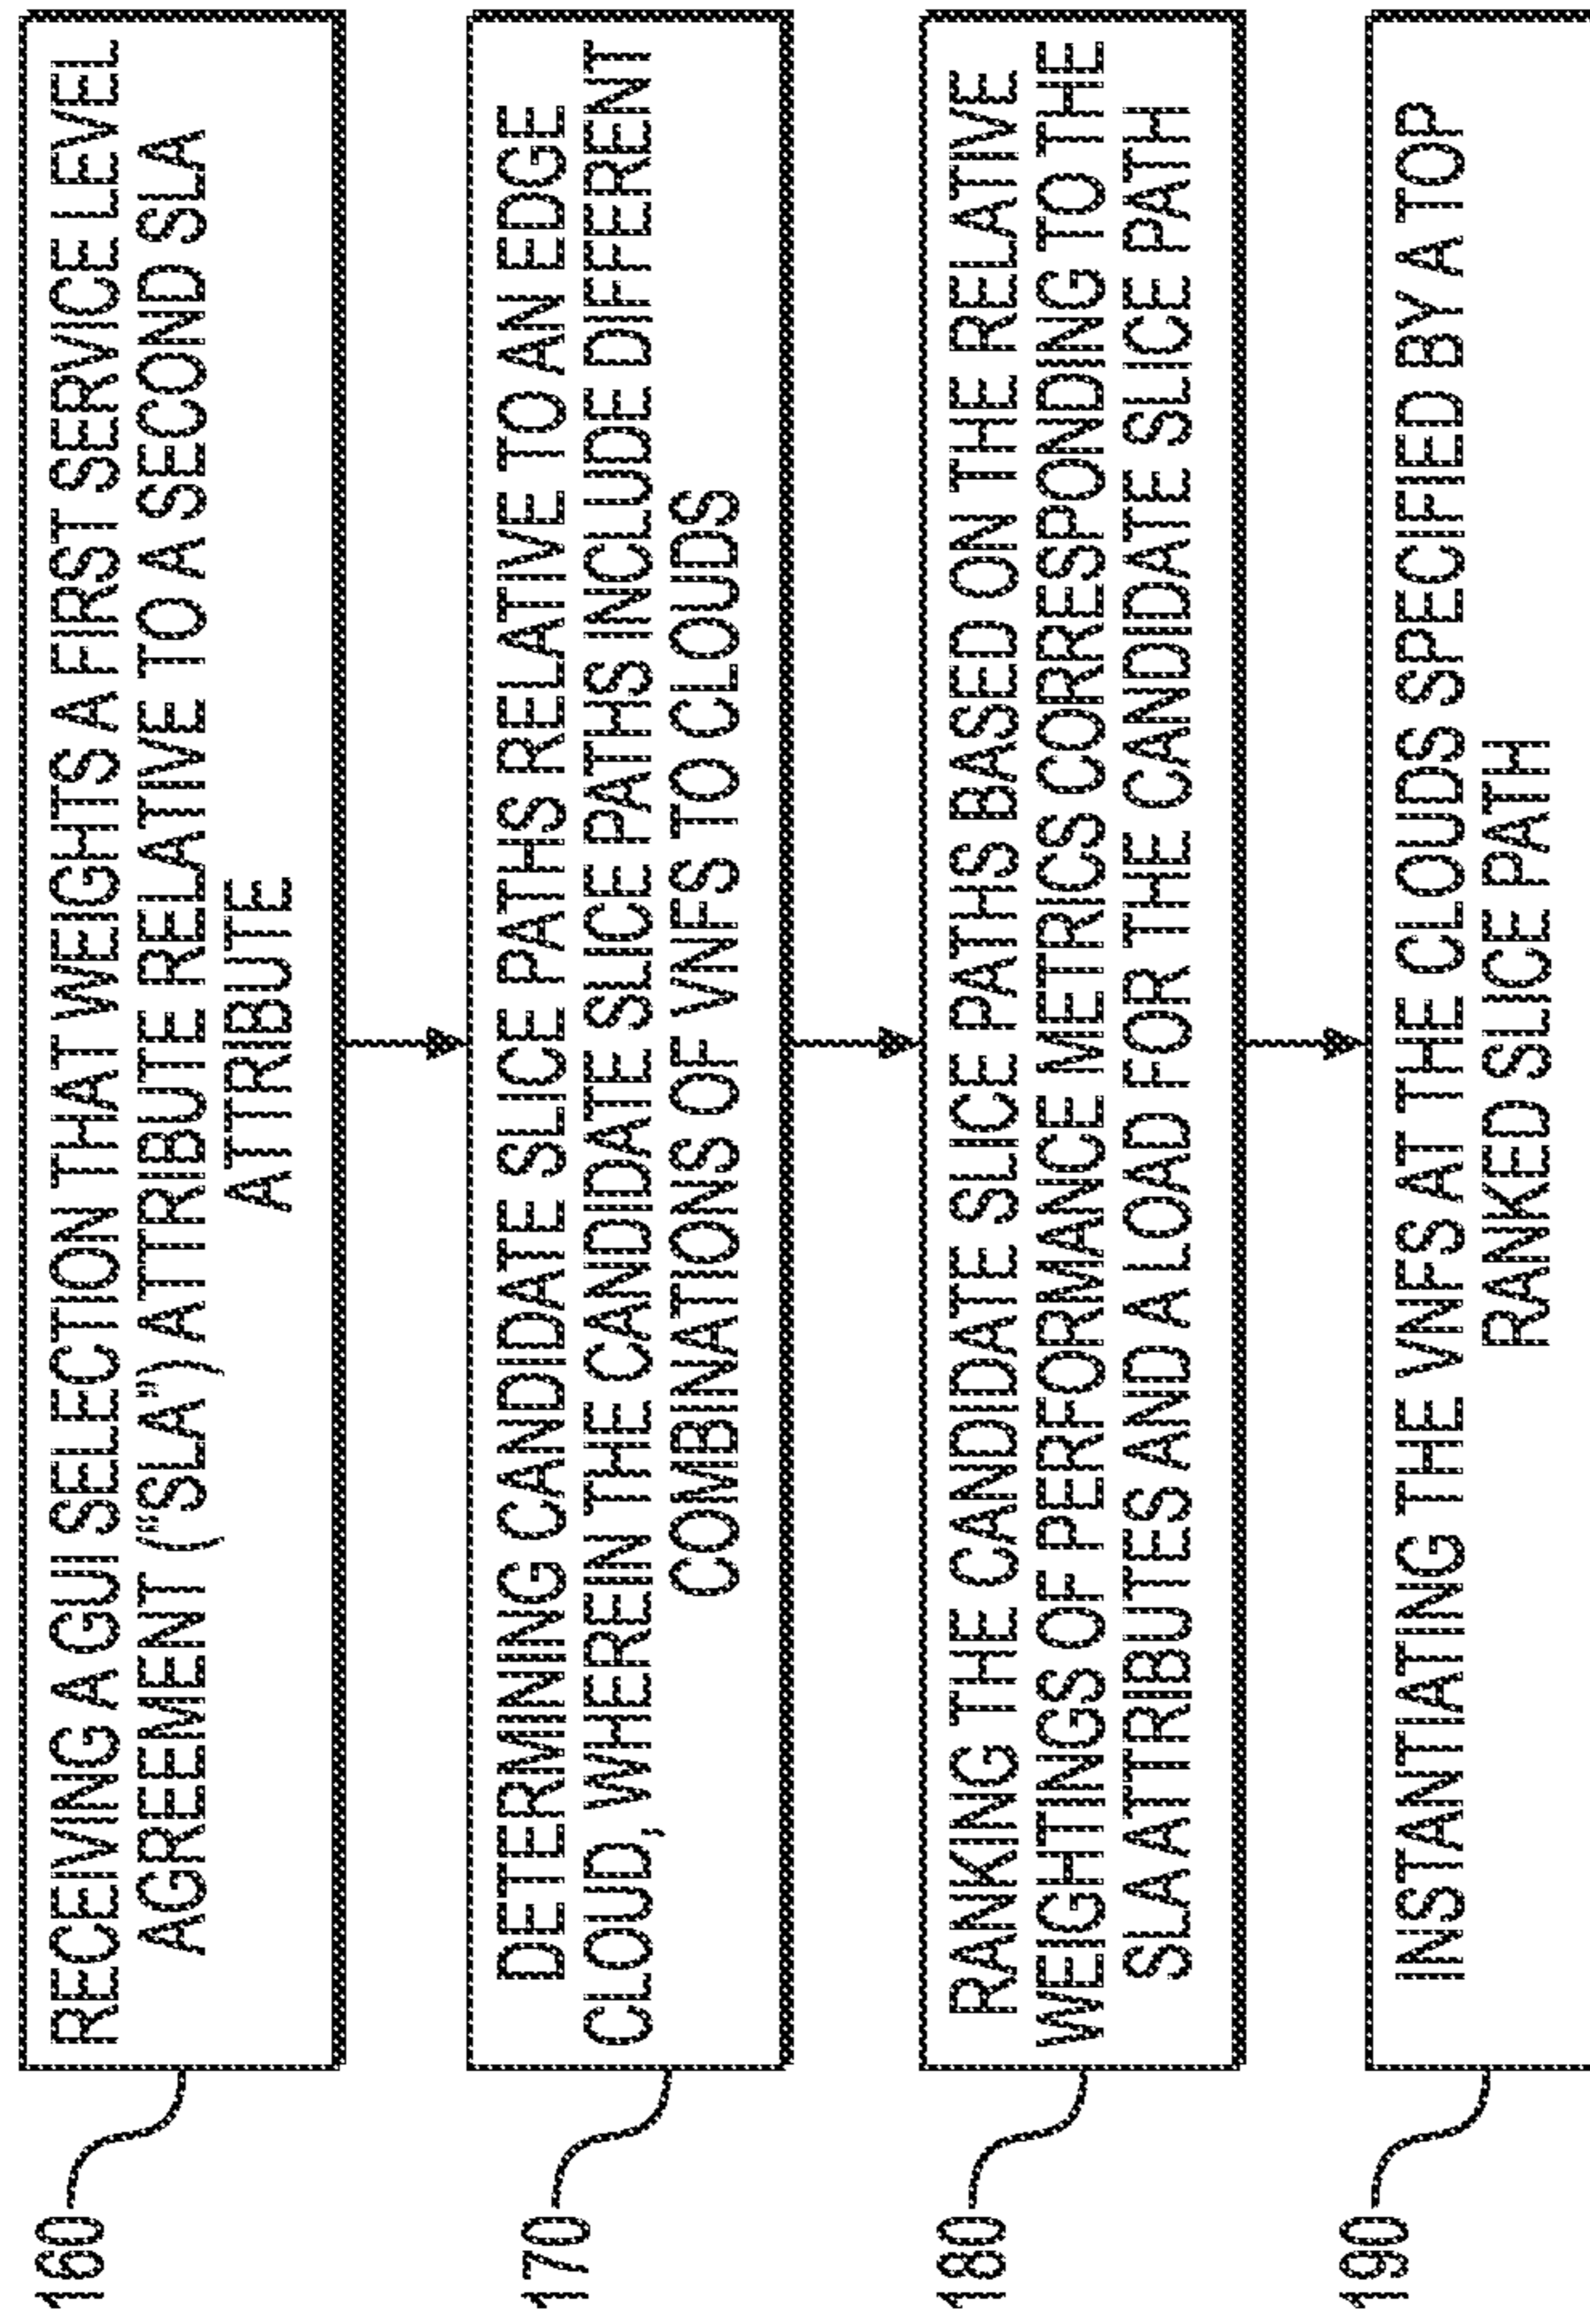 160
RECEIVING A GUI SELECTION THAT WEIGHTS A FIRST SERVICE LEVEL
AGREEMENT (“SLA”) ATTRIBUTE RELATIVE TO A SECOND SLA
ATTRIBUTE
170
DETERMINING CANDIDATE SLICE PATHS RELATIVE TO AN EDGE
CLOUD, WHEREIN THE CANDIDATE SLICE PATHS INCLUDE DIFFERENT
COMBINATIONS OF VNFS TO CLOUDS
180
RANKING THE CANDIDATE SLICE PATHS BASED ON THE RELATIVE
WEIGHTINGS OF PERFORMANCE METRICS CORRESPONDING TO THE
SLA ATTRIBUTES AND A LOAD FOR THE CANDIDATE SLICE PATH
190
INSTANTIATING THE VNFS AT THE CLOUDS SPECIFIED BY A TOP
RANKED SLICE PATH